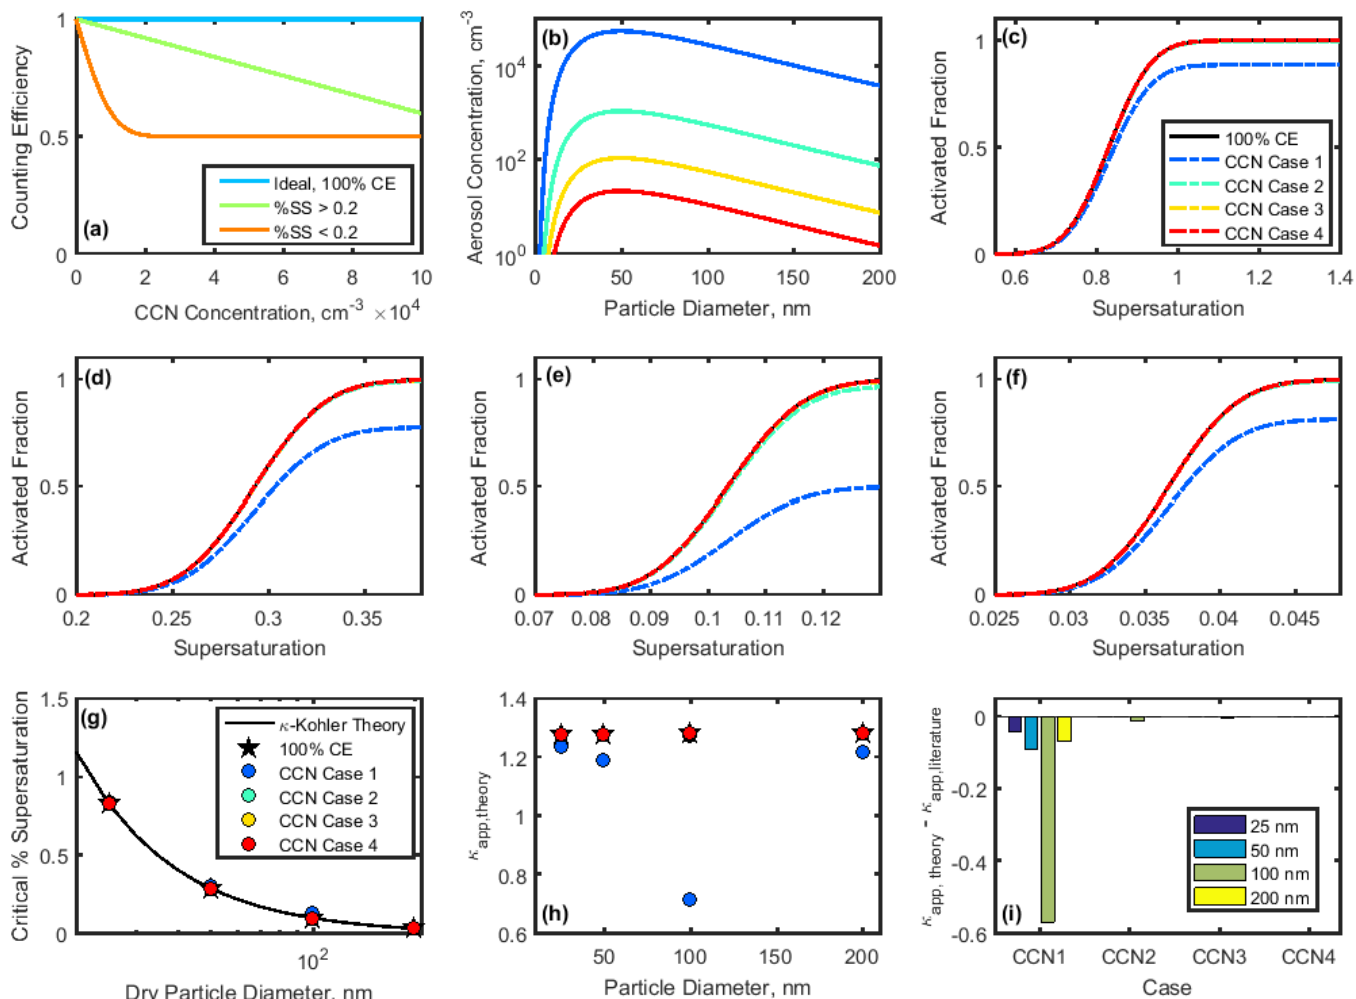 1
0.5
0
Counting Efficiency
(a)
Ideal, 100% CE
%SS > 0.2
%SS < 0.2
0 2 4 6 8 10
CCN Concentration, cm⁻³ ×10⁴
(b)
10⁴
10²
10⁰
Aerosol Concentration, cm⁻³
0 50 100 150 200
Particle Diameter, nm
(c)
1
0.5
0
Activated Fraction
100% CE
CCN Case 1
CCN Case 2
CCN Case 3
CCN Case 4
0.6 0.8 1 1.2 1.4
Supersaturation
(d)
1
0.5
0
Activated Fraction
0.2 0.25 0.3 0.35
Supersaturation
(e)
1
0.5
0
Activated Fraction
0.07 0.08 0.09 0.1 0.11 0.12
Supersaturation
(f)
1
0.5
0
Activated Fraction
0.025 0.03 0.035 0.04 0.045
Supersaturation
(g)
1.5
1
0.5
0
Critical % Supersaturation
κ-Kohler Theory
100% CE
CCN Case 1
CCN Case 2
CCN Case 3
CCN Case 4
10²
Dry Particle Diameter, nm
1.4
1.2
1
0.8
0.6
κapp,theory
(h)
50 100 150 200
Particle Diameter, nm
0
-0.2
-0.4
-0.6
κapp, theory - κapp,literature
(i)
25 nm
50 nm
100 nm
200 nm
CCN1 CCN2 CCN3 CCN4
Case